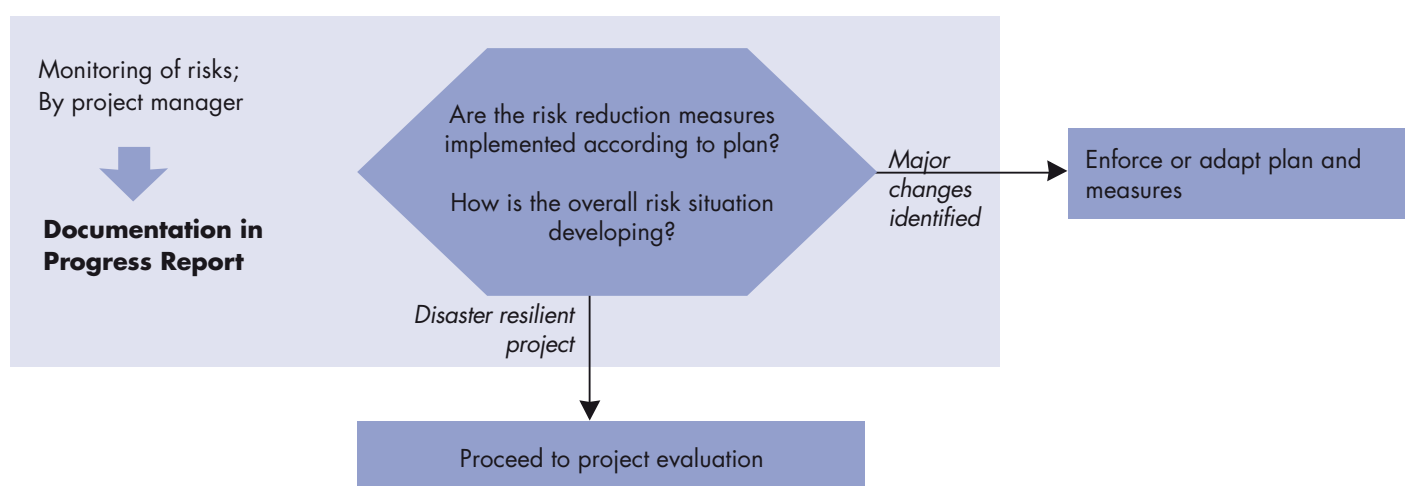 Monitoring of risks;
By project manager
Documentation in
Progress Report
Are the risk reduction measures
implemented according to plan?
How is the overall risk situation
developing?
Major
changes
identified
Enforce or adapt plan and
measures
Disaster resilient
project
Proceed to project evaluation